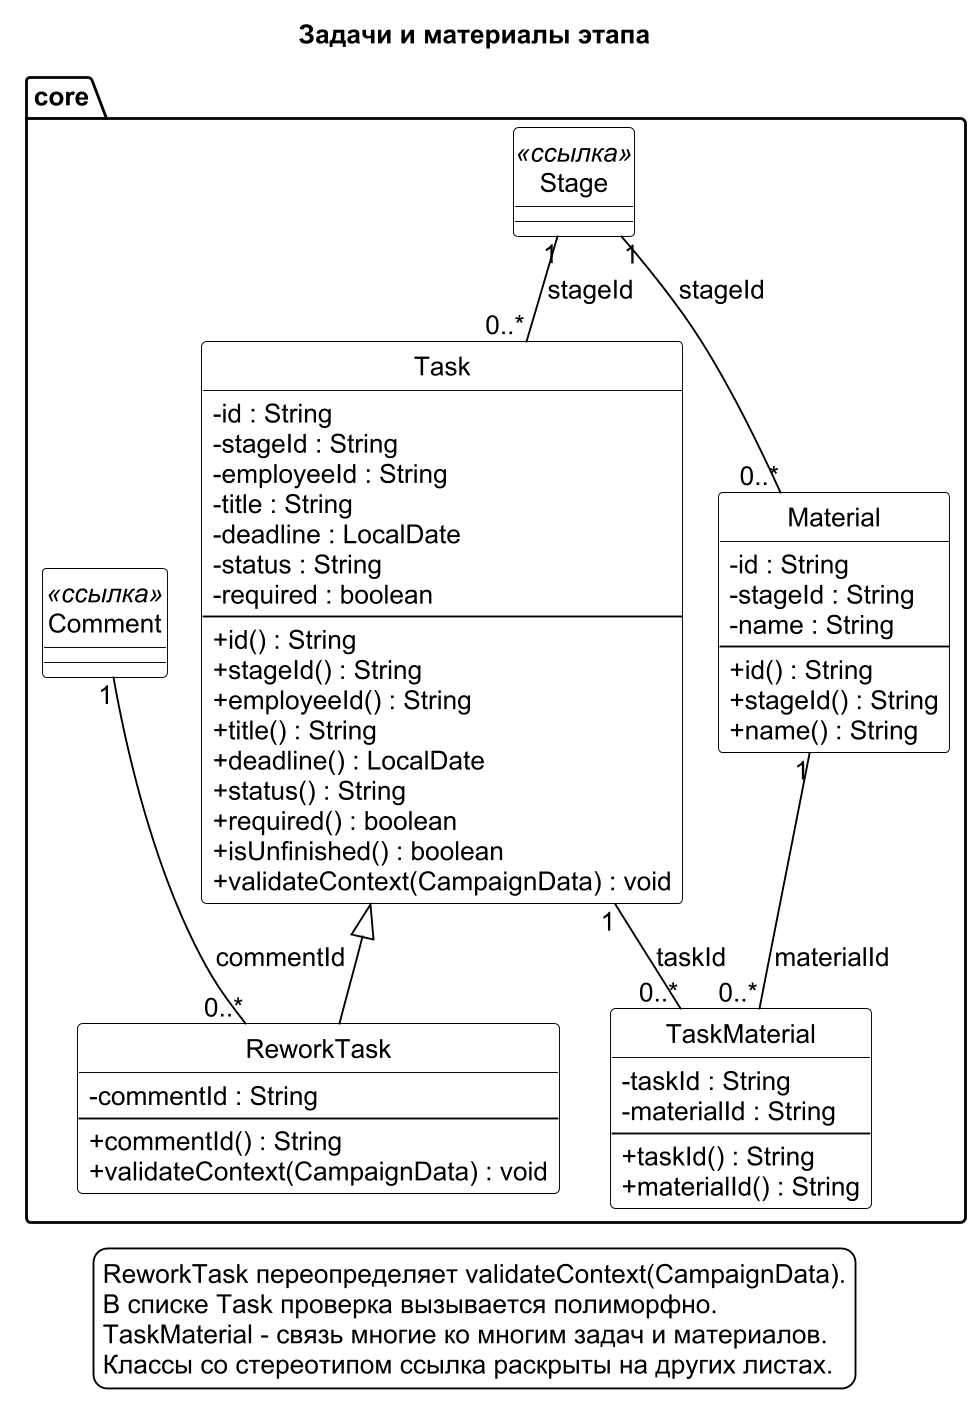 Задачи и материалы этапа
core
«ссылка»
Stage
1
1
stageId
stageId
0..*
Task
-id : String
-stageId : String
-employeeId : String
-title : String
-deadline : LocalDate
-status : String
-required : boolean
+id() : String
+stageId() : String
+employeeId() : String
+title() : String
+deadline() : LocalDate
+status() : String
+required() : boolean
+isUnfinished() : boolean
+validateContext(CampaignData) : void
0..*
Material
-id : String
-stageId : String
-name : String
+id() : String
+stageId() : String
+name() : String
«ссылка»
Comment
1
1
1
commentId
taskId
materialId
0..*
0..*
0..*
ReworkTask
-commentId : String
+commentId() : String
+validateContext(CampaignData) : void
TaskMaterial
-taskId : String
-materialId : String
+taskId() : String
+materialId() : String
ReworkTask переопределяет validateContext(CampaignData).
В списке Task проверка вызывается полиморфно.
TaskMaterial - связь многие ко многим задач и материалов.
Классы со стереотипом ссылка раскрыты на других листах.